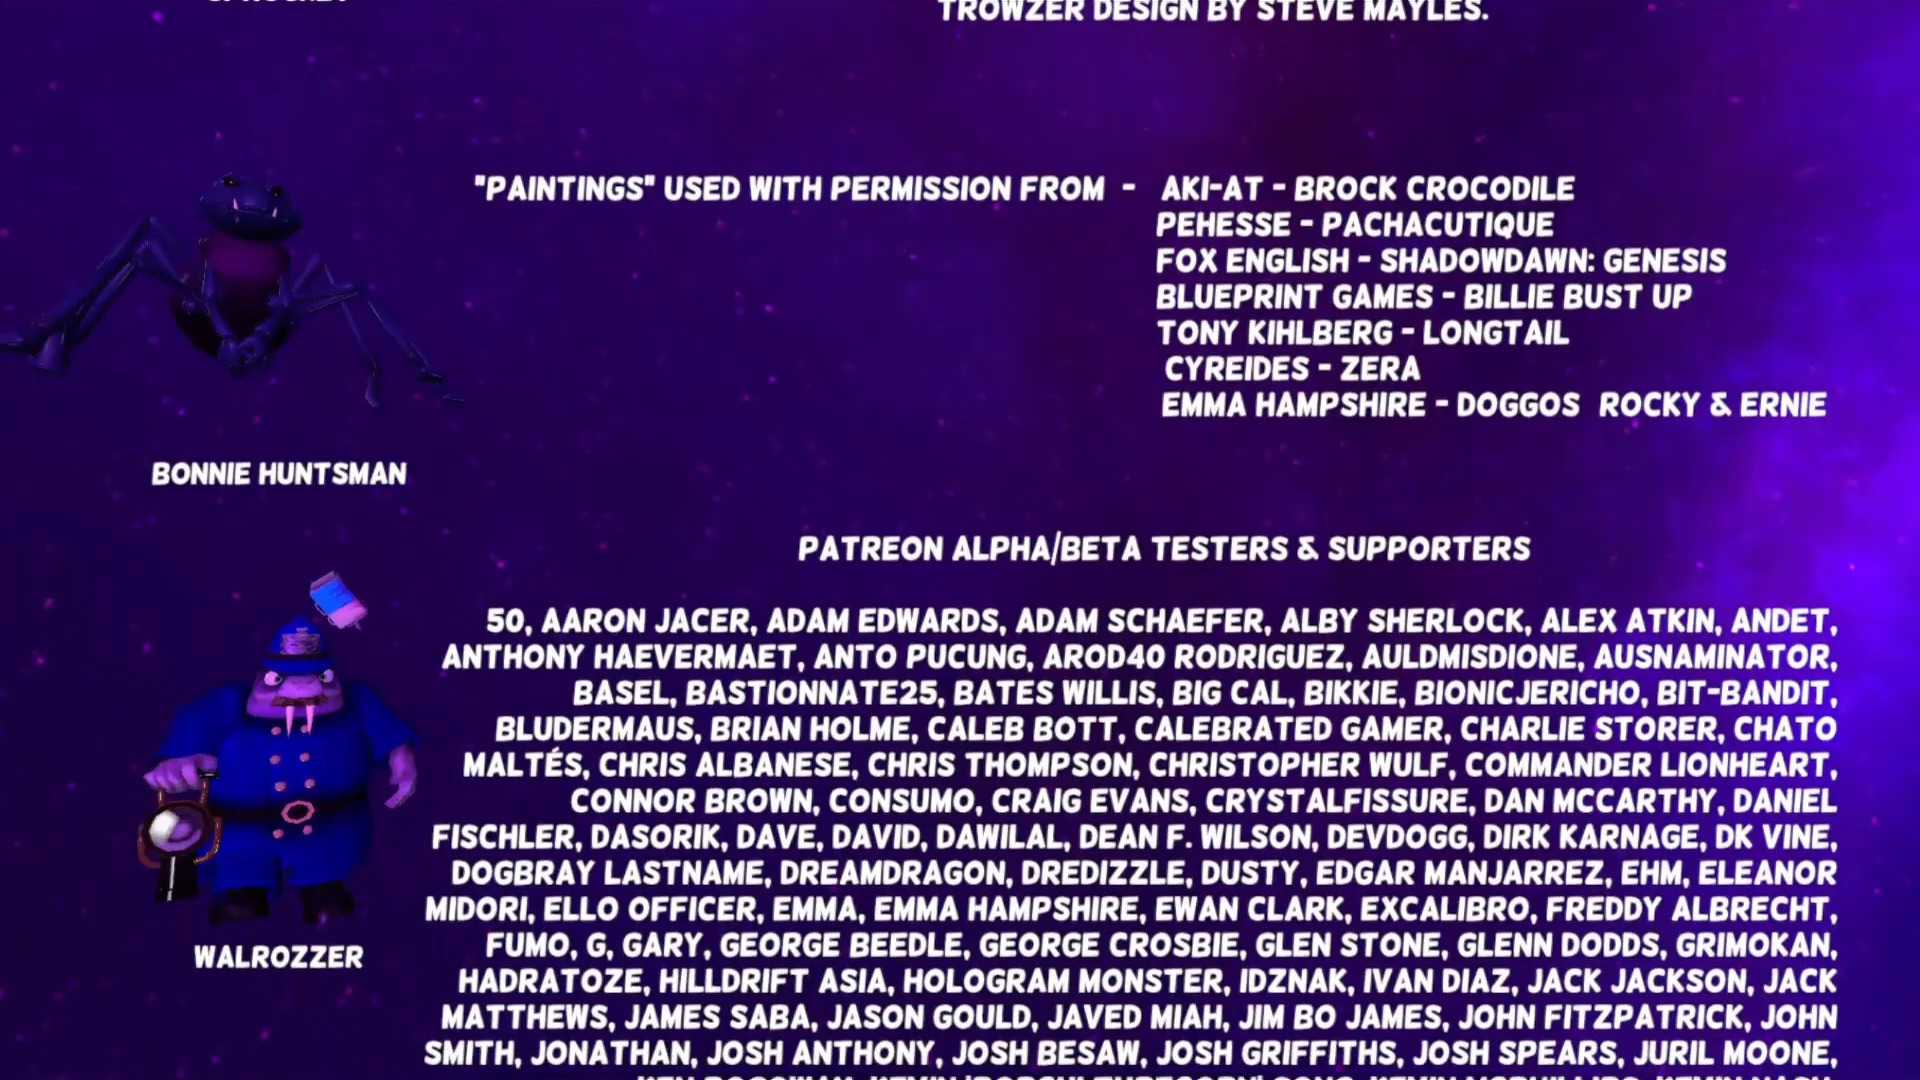 TROWZER DESIGN BY STEVE MAYLES.
"PAINTINGS" USED WITH PERMISSION FROM - AKI-AT - BROCK CROCODILE
PEHESSE - PACHACUTIQUE
FOX ENGLISH - SHADOWDAWN: GENESIS
BLUEPRINT GAMES - BILLIE BUST UP
TONY KIHLBERG - LONGTAIL
CYREIDES - ZERA
EMMA HAMPSHIRE - DOGGOS ROCKY & ERNIE
BONNIE HUNTSMAN
PATREON ALPHA/BETA TESTERS & SUPPORTERS
50, AARON JACER, ADAM EDWARDS, ADAM SCHAEFER, ALBY SHERLOCK, ALEX ATKIN, ANDET,
ANTHONY HAEVERMAET, ANTO PUCUNG, AROD40 RODRIGUEZ, AULDMISDIONE, AUSNAMINATOR,
BASEL, BASTIONNATE25, BATES WILLIS, BIG CAL, BIKKIE, BIONICJERICHO, BIT-BANDIT,
BLUDERMAUS, BRIAN HOLME, CALEB BOTT, CALEBRATED GAMER, CHARLIE STORER, CHATO
MALTÉS, CHRIS ALBANESE, CHRIS THOMPSON, CHRISTOPHER WULF, COMMANDER LIONHEART,
CONNOR BROWN, CONSUMO, CRAIG EVANS, CRYSTALFISSURE, DAN MCCARTHY, DANIEL
FISCHLER, DASORIK, DAVE, DAVID, DAWILAL, DEAN F. WILSON, DEVDOGG, DIRK KARNAGE, DK VINE,
DOGBRAY LASTNAME, DREAMDRAGON, DREDIZZLE, DUSTY, EDGAR MANJARREZ, EHM, ELEANOR
MIDORI, ELLO OFFICER, EMMA, EMMA HAMPSHIRE, EWAN CLARK, EXCALIBRO, FREDDY ALBRECHT,
FUMO, G, GARY, GEORGE BEEDLE, GEORGE CROSBIE, GLEN STONE, GLENN DODDS, GRIMOKAN,
HADRATOZE, HILLDRIFT ASIA, HOLOGRAM MONSTER, IDZNAK, IVAN DIAZ, JACK JACKSON, JACK
MATTHEWS, JAMES SABA, JASON GOULD, JAVED MIAH, JIM BO JAMES, JOHN FITZPATRICK, JOHN
SMITH, JONATHAN, JOSH ANTHONY, JOSH BESAW, JOSH GRIFFITHS, JOSH SPEARS, JURIL MOONE,
WALROZZER